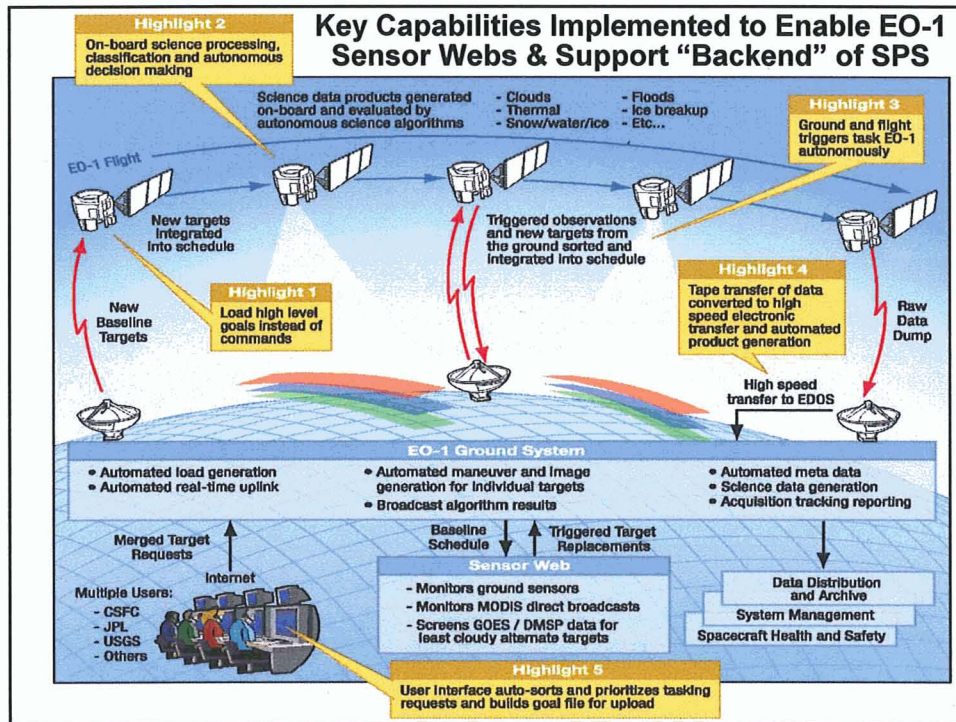 Key Capabilities Implemented to Enable EO-1
Sensor Webs & Support “Backend” of SPS
Highlight 2
On-board science processing,
classification and autonomous
decision making
Science data products generated
on-board and evaluated by
autonomous science algorithms
- Clouds
- Thermal
- Snow/water/ice
- Floods
- Ice breakup
- Etc...
Highlight 3
Ground and flight
triggers task EO-1
autonomously
EO-1 Flight
New targets
integrated
into schedule
Triggered observations
and new targets from
the ground sorted and
integrated into schedule
Highlight 1
Load high level
goals instead of
commands
New
Baseline
Targets
Highlight 4
Tape transfer of data
converted to high
speed electronic
transfer and automated
product generation
Raw
Data
Dump
High speed
transfer to EDOS
EO-1 Ground System
• Automated load generation
• Automated real-time uplink
• Automated maneuver and image
generation for individual targets
• Broadcast algorithm results
• Automated meta data
• Science data generation
• Acquisition tracking reporting
Merged Target
Requests
Internet
Baseline
Schedule
Triggered Target
Replacements
Multiple Users:
- CSFC
- JPL
- USGS
- Others
Sensor Web
- Monitors ground sensors
- Monitors MODIS direct broadcasts
- Screens GOES / DMSP data for
least cloudy alternate targets
Data Distribution
and Archive
System Management
Spacecraft Health and Safety
Highlight 5
User interface auto-sorts and prioritizes tasking
requests and builds goal file for upload